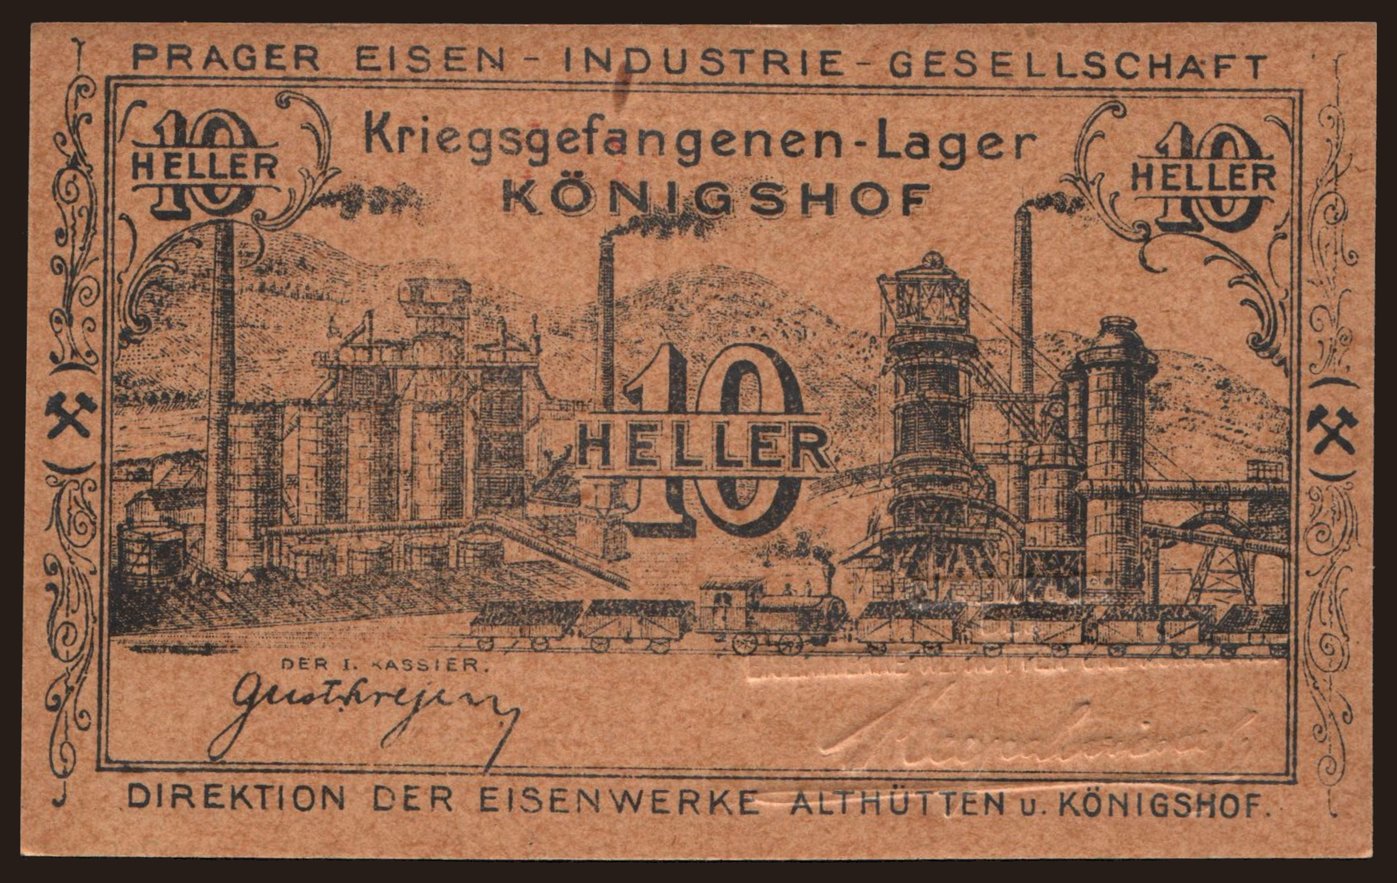 PRAGER EISEN - INDUSTRIE - GESELLSCHAFT
10 HELLER
Kriegsgefangenen-Lager
KÖNIGSHOF
10 HELLER
10 HELLER
DER I. KASSIER.
DIREKTION DER EISENWERKE ALTHÜTTEN u. KÖNIGSHOF.